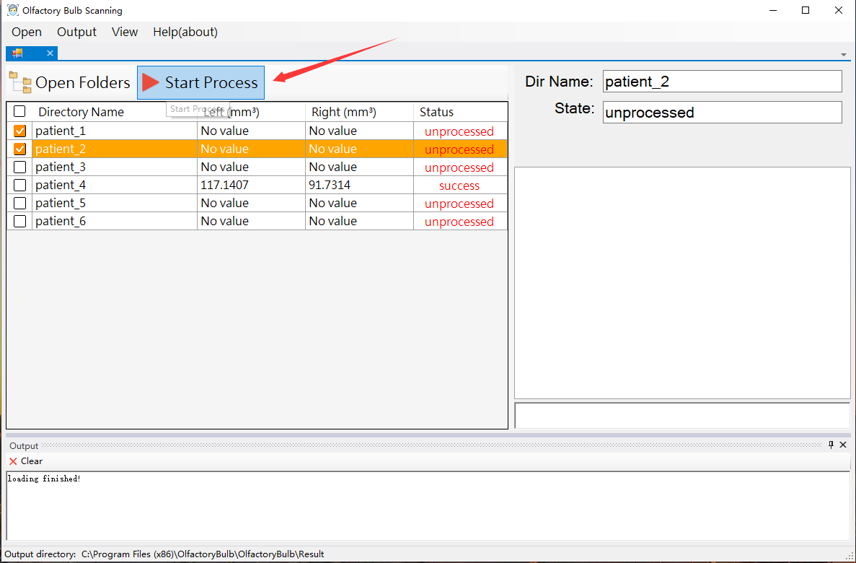 Olfactory Bulb Scanning
Open Output View Help(about)
Open Folders Start Process
Dir Name: patient_2
State: unprocessed
Start Process
Directory Name Left (mm³) Right (mm³) Status
patient_1 No value No value unprocessed
patient_2 No value No value unprocessed
patient_3 No value No value unprocessed
patient_4 117.1407 91.7314 success
patient_5 No value No value unprocessed
patient_6 No value No value unprocessed
Output
Clear
loading finished!
Output directory: C:\Program Files (x86)\OlfactoryBulb\OlfactoryBulb\Result